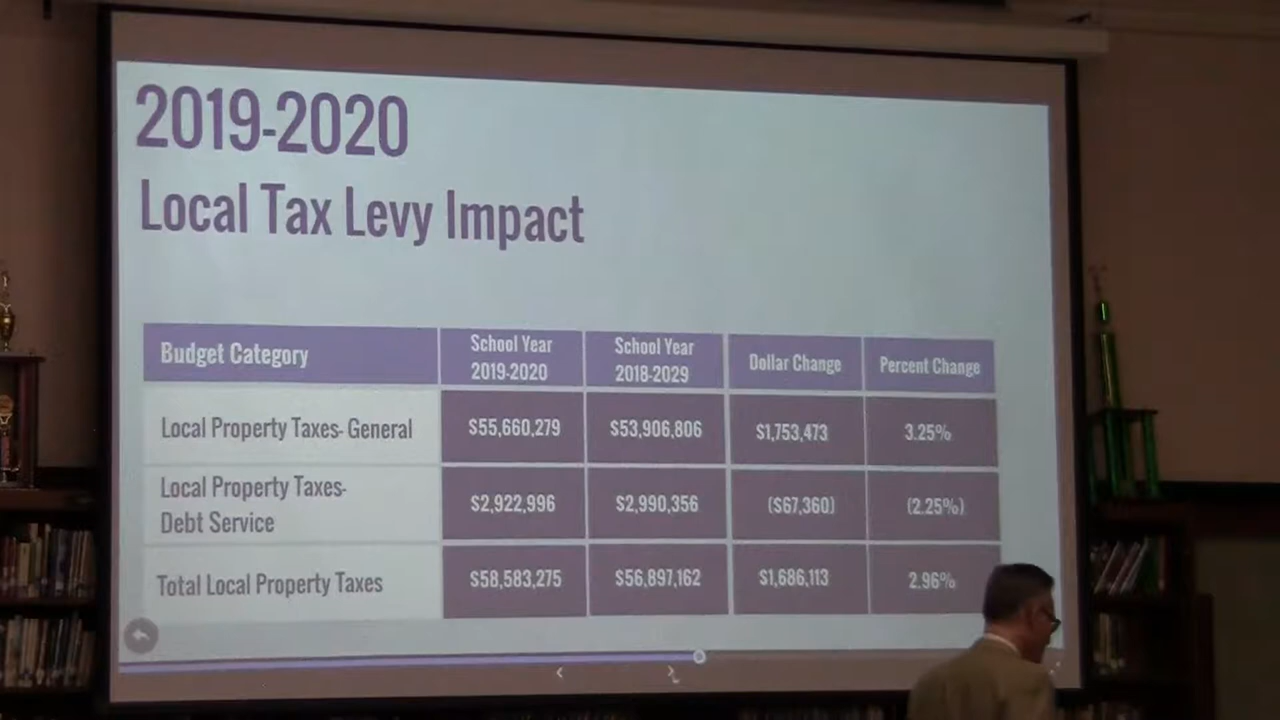 2019-2020
Local Tax Levy Impact
Budget Category
School Year
2019-2020
School Year
2018-2029
Dollar Change
Percent Change
Local Property Taxes- General
$55,660,279
$53,906,806
$1,753,473
3.25%
Local Property Taxes-
Debt Service
$2,922,996
$2,990,356
($67,360)
(2.25%)
Total Local Property Taxes
$58,583,275
$56,897,162
$1,686,113
2.96%